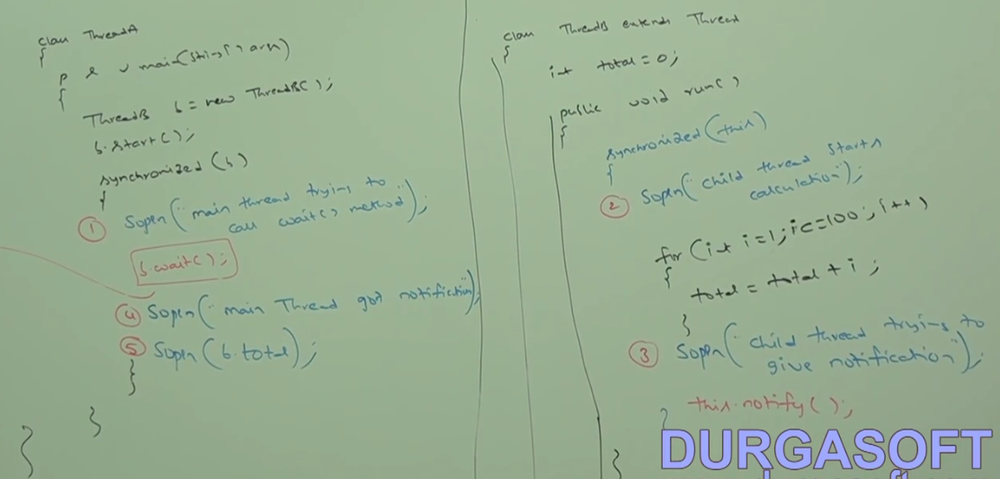 class ThreadA
{
p s v main(String[] args)
{
ThreadB b = new ThreadB();
b.start();
synchronized (b)
{
① Sopln("main thread trying to
call wait() method");
b.wait();
④ Sopln("main Thread got notification");
⑤ Sopln(b.total);
}
}
}
class ThreadB extends Thread
{
int total = 0;
public void run()
{
synchronized(this)
{
② Sopln("child thread starts
calculation");
for (int i=1; i<=100; i++)
{
total = total + i;
}
③ Sopln("child thread trying to
give notification");
this.notify();
}
}
DURGASOFT